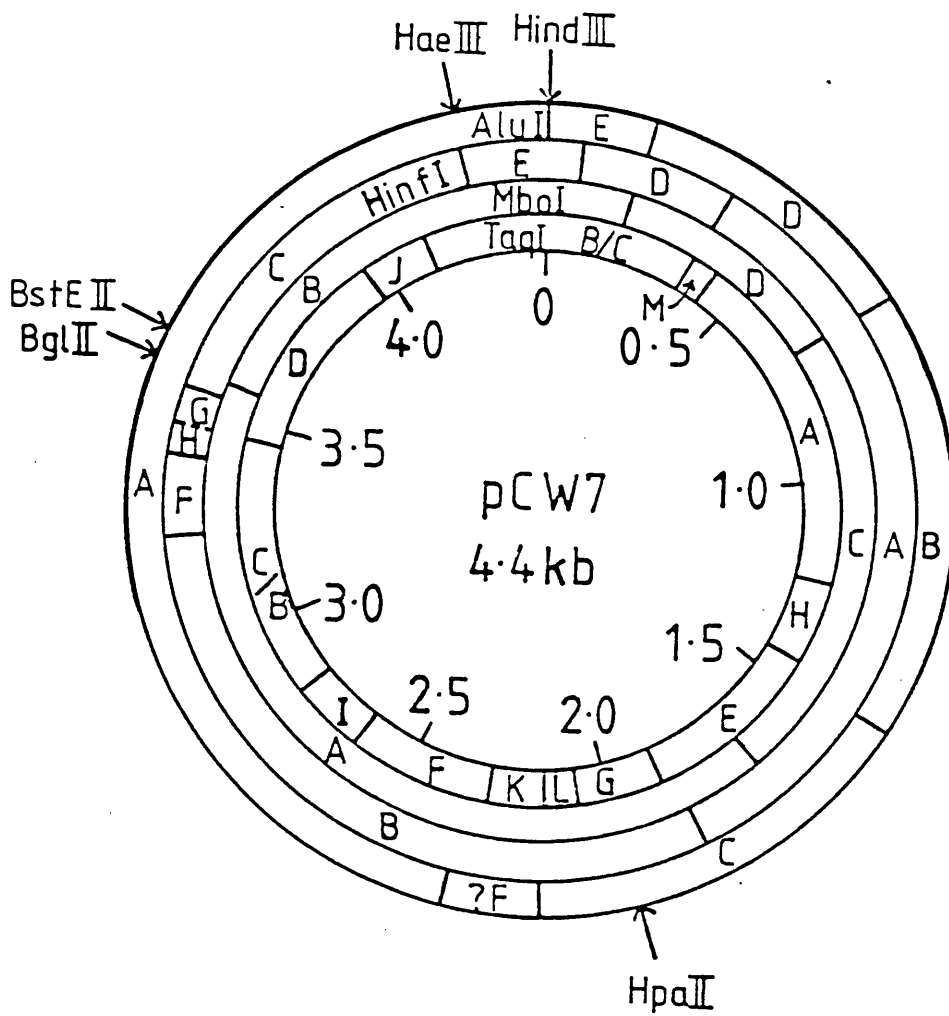 HaeIII HindIII
AluI E
D
HinfI E D
MboI D
TaqI B/C M
BstEII
BglII
C B J
D
G
H
A F
C/B
4.0 0 0.5
3.5 1.0
pCW7
4.4kb
3.0 1.5
2.5 2.0
A
C A B
H
E
I F K L G
A
B
C
?F
HpaII